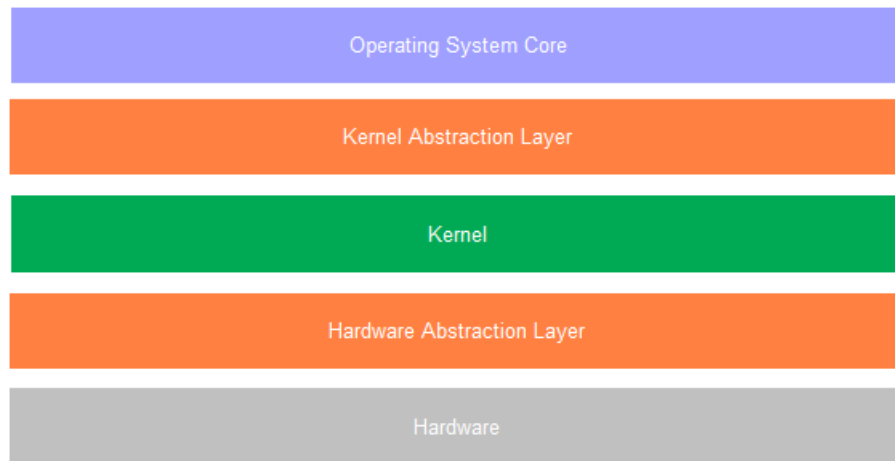 Operating System Core
Kernel Abstraction Layer
Kernel
Hardware Abstraction Layer
Hardware